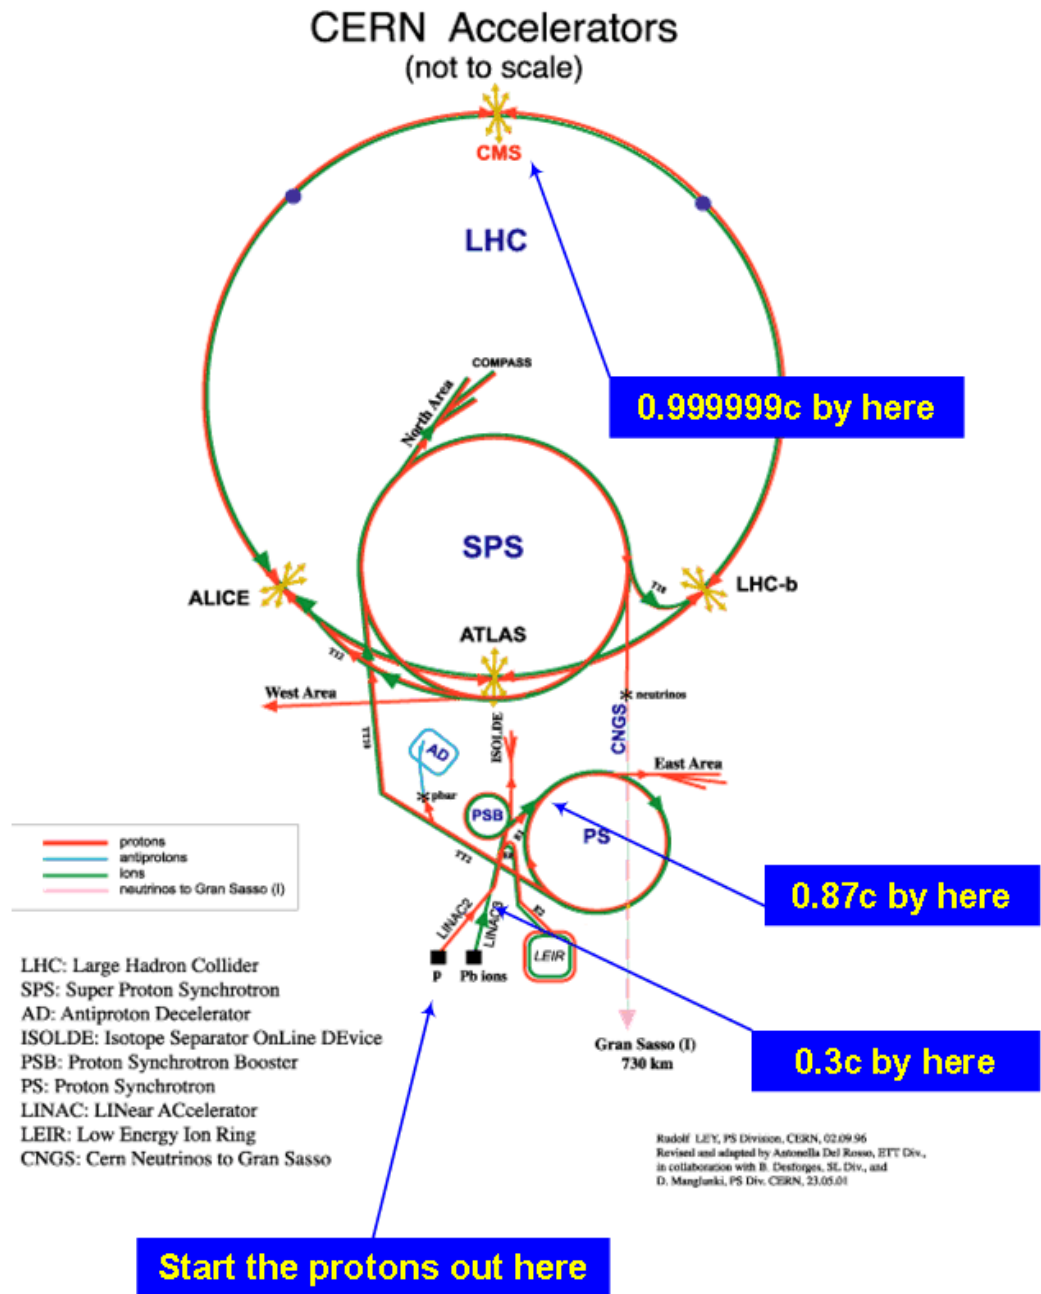 CERN Accelerators
(not to scale)
CMS
LHC
COMPASS
North Area
0.999999c by here
SPS
TI8
ALICE
LHC-b
ATLAS
TI2
West Area
neutrinos
CNGS
ISOLDE
TT10
AD
East Area
pbar
PSB
PS
protons
antiprotons
ions
neutrinos to Gran Sasso (I)
TT2
E2
0.87c by here
LINAC2
LINAC3
LEIR
p
Pb ions
LHC: Large Hadron Collider
SPS: Super Proton Synchrotron
AD: Antiproton Decelerator
ISOLDE: Isotope Separator OnLine DEvice
PSB: Proton Synchrotron Booster
PS: Proton Synchrotron
LINAC: LINear ACcelerator
LEIR: Low Energy Ion Ring
CNGS: Cern Neutrinos to Gran Sasso
Gran Sasso (I)
730 km
0.3c by here
Rudolf LEY, PS Division, CERN, 02.09.96
Revised and adapted by Antonella Del Rosso, ETT Div.,
in collaboration with B. Desforges, SL Div., and
D. Manglunki, PS Div. CERN, 23.05.01
Start the protons out here